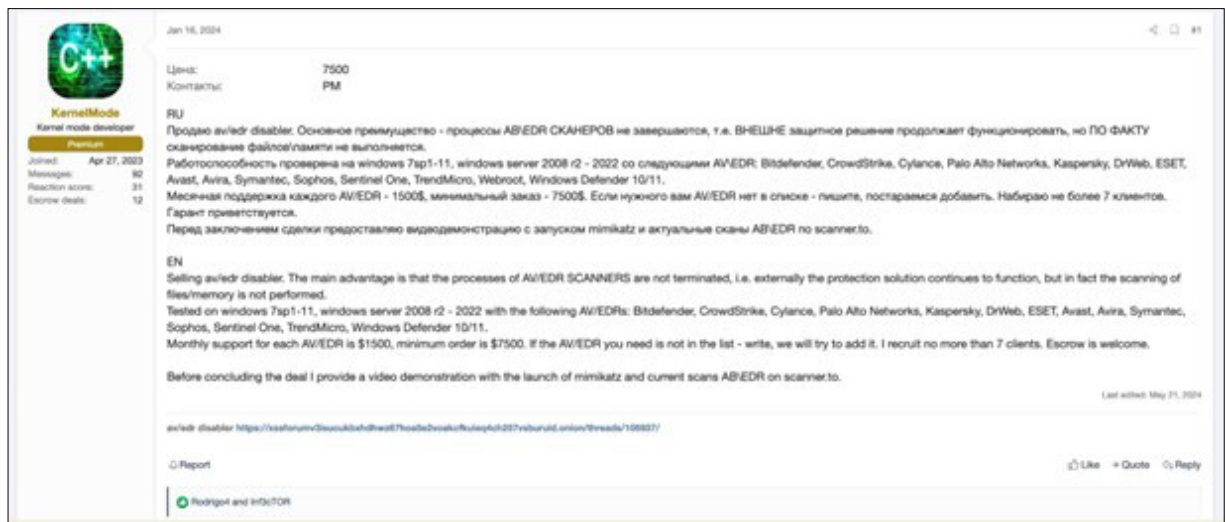 Jan 16, 2024
#1
C++
KernelMode
Kernel mode developer
Premium
Joined: Apr 27, 2023
Messages: 92
Reaction score: 31
Escrow deals: 12
Цена: 7500
Контакты: PM
RU
Продаю av/edr disabler. Основное преимущество - процессы АВ\EDR СКАНЕРОВ не завершаются, т.е. ВНЕШНЕ защитное решение продолжает функционировать, но ПО ФАКТУ
сканирование файлов\памяти не выполняется.
Работоспособность проверена на windows 7sp1-11, windows server 2008 r2 - 2022 со следующими AV\EDR: Bitdefender, CrowdStrike, Cylance, Palo Alto Networks, Kaspersky, DrWeb, ESET,
Avast, Avira, Symantec, Sophos, Sentinel One, TrendMicro, Webroot, Windows Defender 10/11.
Месячная поддержка каждого AV/EDR - 1500$, минимальный заказ - 7500$. Если нужного вам AV/EDR нет в списке - пишите, постараемся добавить. Набираю не более 7 клиентов.
Гарант приветствуется.
Перед заключением сделки предоставляю видеодемонстрацию с запуском mimikatz и актуальные сканы АВ\EDR по scanner.to.
EN
Selling av/edr disabler. The main advantage is that the processes of AV/EDR SCANNERS are not terminated, i.e. externally the protection solution continues to function, but in fact the scanning of
files/memory is not performed.
Tested on windows 7sp1-11, windows server 2008 r2 - 2022 with the following AV/EDRs: Bitdefender, CrowdStrike, Cylance, Palo Alto Networks, Kaspersky, DrWeb, ESET, Avast, Avira, Symantec,
Sophos, Sentinel One, TrendMicro, Windows Defender 10/11.
Monthly support for each AV/EDR is $1500, minimum order is $7500. If the AV/EDR you need is not in the list - write, we will try to add it. I recruit no more than 7 clients. Escrow is welcome.
Before concluding the deal I provide a video demonstration with the launch of mimikatz and current scans АВ\EDR on scanner.to.
Last edited: May 21, 2024
av/edr disabler
Report
Like + Quote Reply
Rodrigo4 and Inf3cTOR